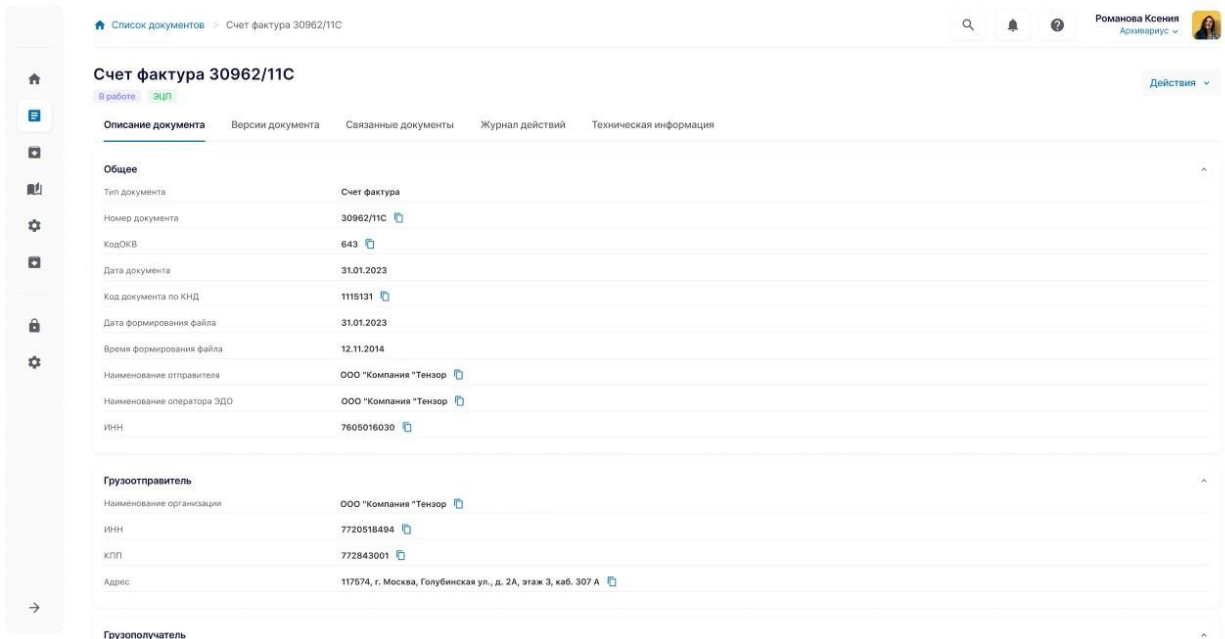 Список документов > Счет фактура 30962/11С
Романова Ксения
Архивариус
Счет фактура 30962/11С
Действия
В работе ЭЦП
Описание документа Версии документа Связанные документы Журнал действий Техническая информация
Общее
Тип документа Счет фактура
Номер документа 30962/11С
КодОКВ 643
Дата документа 31.01.2023
Код документа по КНД 1115131
Дата формирования файла 31.01.2023
Время формирования файла 12.11.2014
Наименование отправителя ООО "Компания "Тензор
Наименование оператора ЭДО ООО "Компания "Тензор
ИНН 7605016030
Грузоотправитель
Наименование организации ООО "Компания "Тензор
ИНН 7720518494
КПП 772843001
Адрес 117574, г. Москва, Голубинская ул., д. 2А, этаж 3, каб. 307 А
Грузополучатель